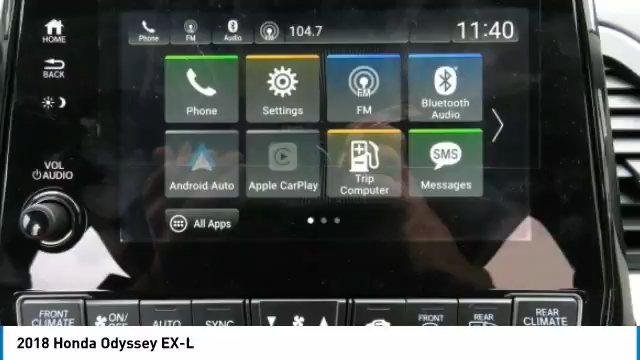 HOME
Phone
FM
Audio
104.7
11:40
BACK
Phone
Settings
FM
Bluetooth
Audio
VOL
AUDIO
Android Auto
Apple CarPlay
Trip
Computer
SMS
Messages
All Apps
FRONT
CLIMATE
ON/
OFF
AUTO
SYNC
FRONT
REAR
REAR
CLIMATE
2018 Honda Odyssey EX-L